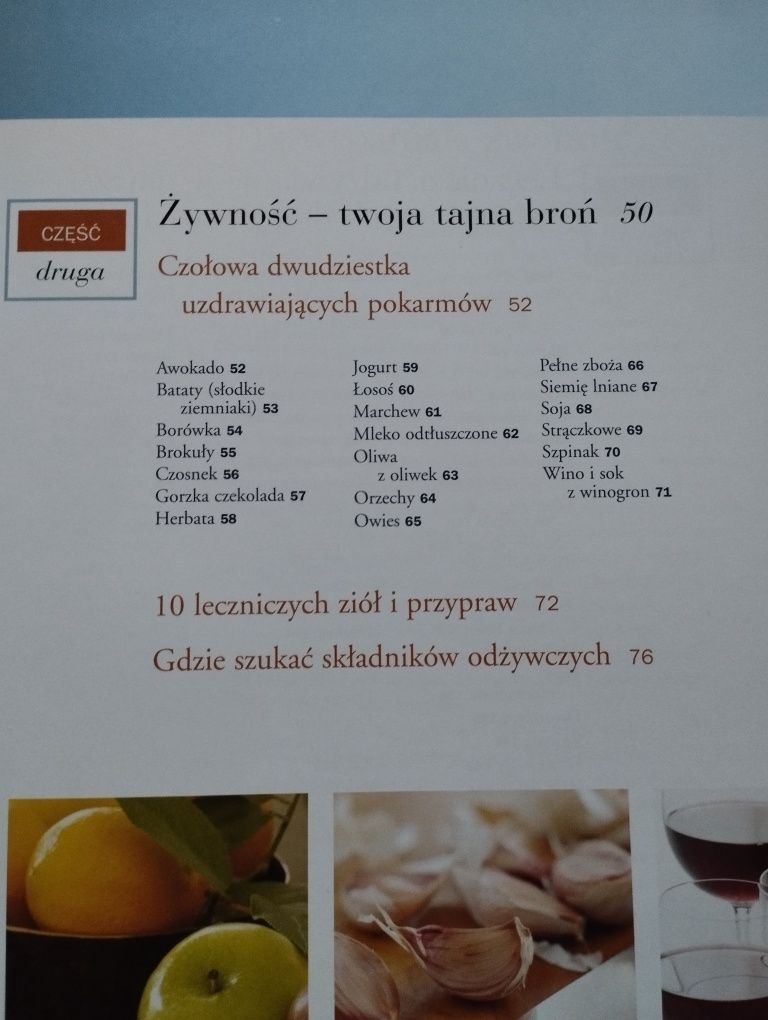 CZĘŚĆ
druga
Żywność – twoja tajna broń 50
Czołowa dwudziestka
uzdrawiających pokarmów 52
Awokado 52
Bataty (słodkie
ziemniaki) 53
Borówka 54
Brokuły 55
Czosnek 56
Gorzka czekolada 57
Herbata 58
Jogurt 59
Łosoś 60
Marchew 61
Mleko odtłuszczone 62
Oliwa
z oliwek 63
Orzechy 64
Owies 65
Pełne zboża 66
Siemię lniane 67
Soja 68
Strączkowe 69
Szpinak 70
Wino i sok
z winogron 71
10 leczniczych ziół i przypraw 72
Gdzie szukać składników odżywczych 76